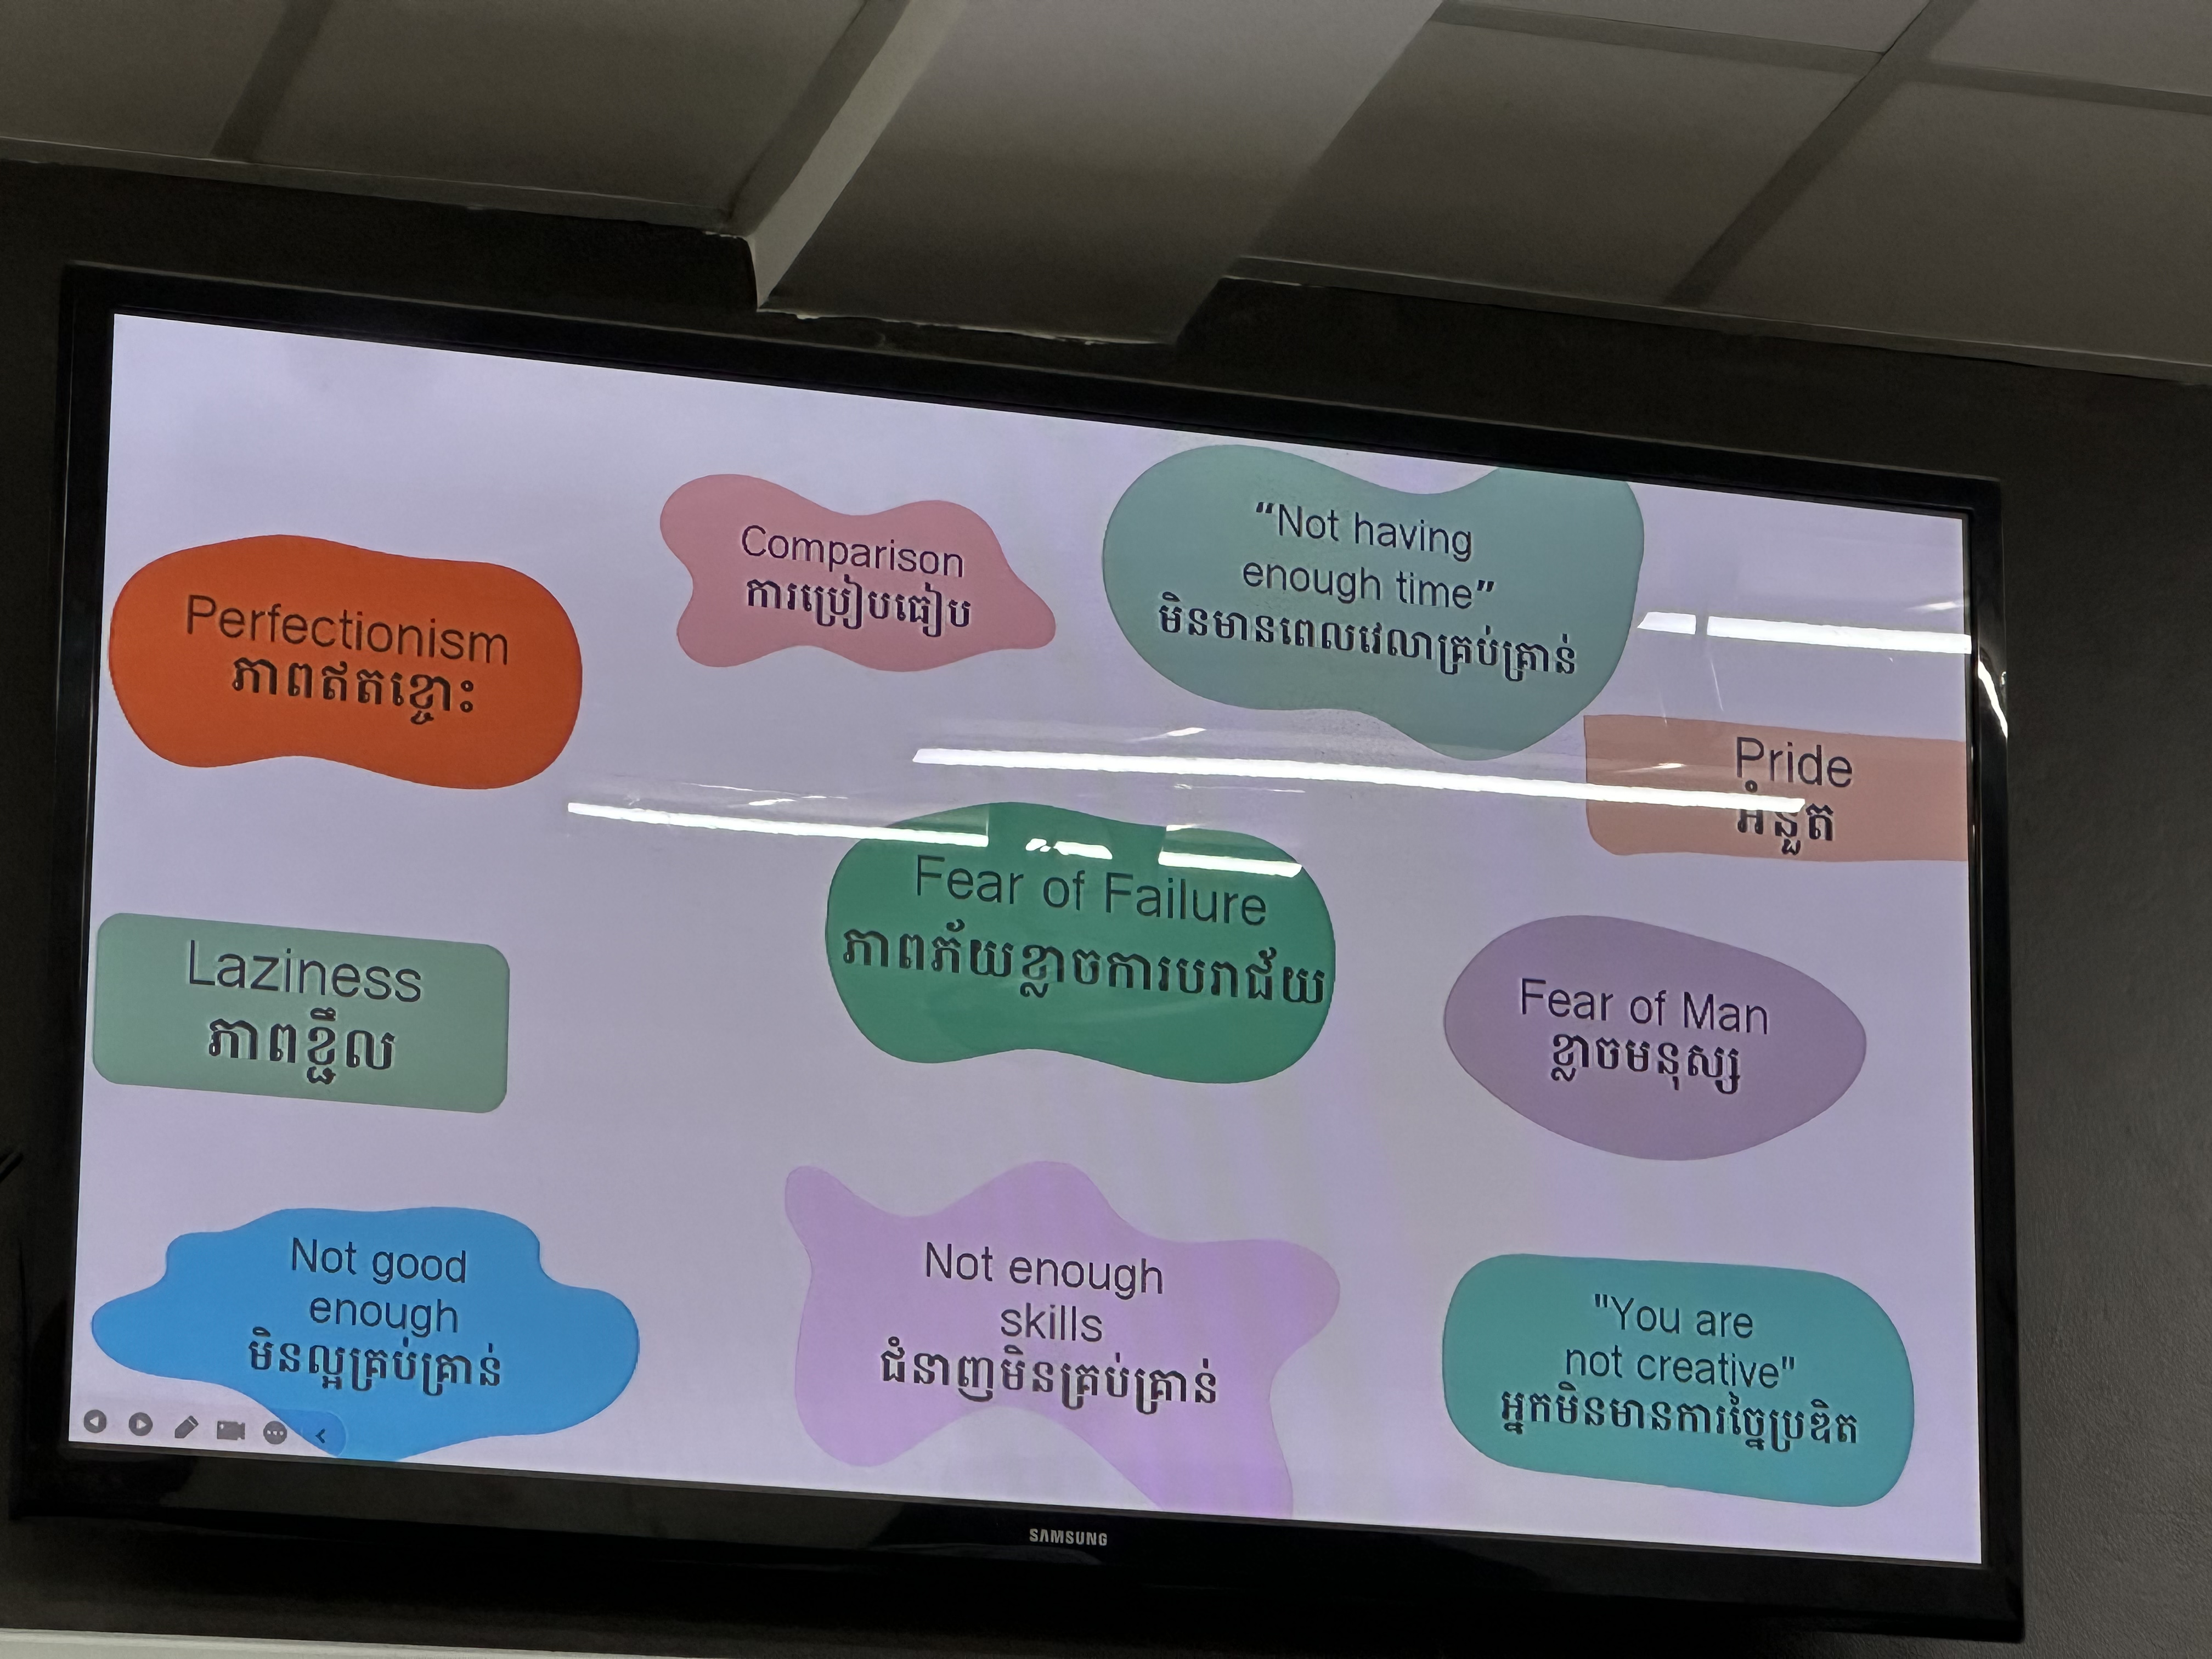 Comparison
ការប្រៀបធៀប
“Not having
enough time”
មិនមានពេលវេលាគ្រប់គ្រាន់
Perfectionism
ភាពឥតខ្ចោះ
Pride
អំនួត
Fear of Failure
ភាពភ័យខ្លាចការបរាជ័យ
Laziness
ភាពខ្ជិល
Fear of Man
ខ្លាចមនុស្ស
Not good
enough
មិនល្អគ្រប់គ្រាន់
Not enough
skills
ជំនាញមិនគ្រប់គ្រាន់
"You are
not creative"
អ្នកមិនមានការច្នៃប្រឌិត
SAMSUNG